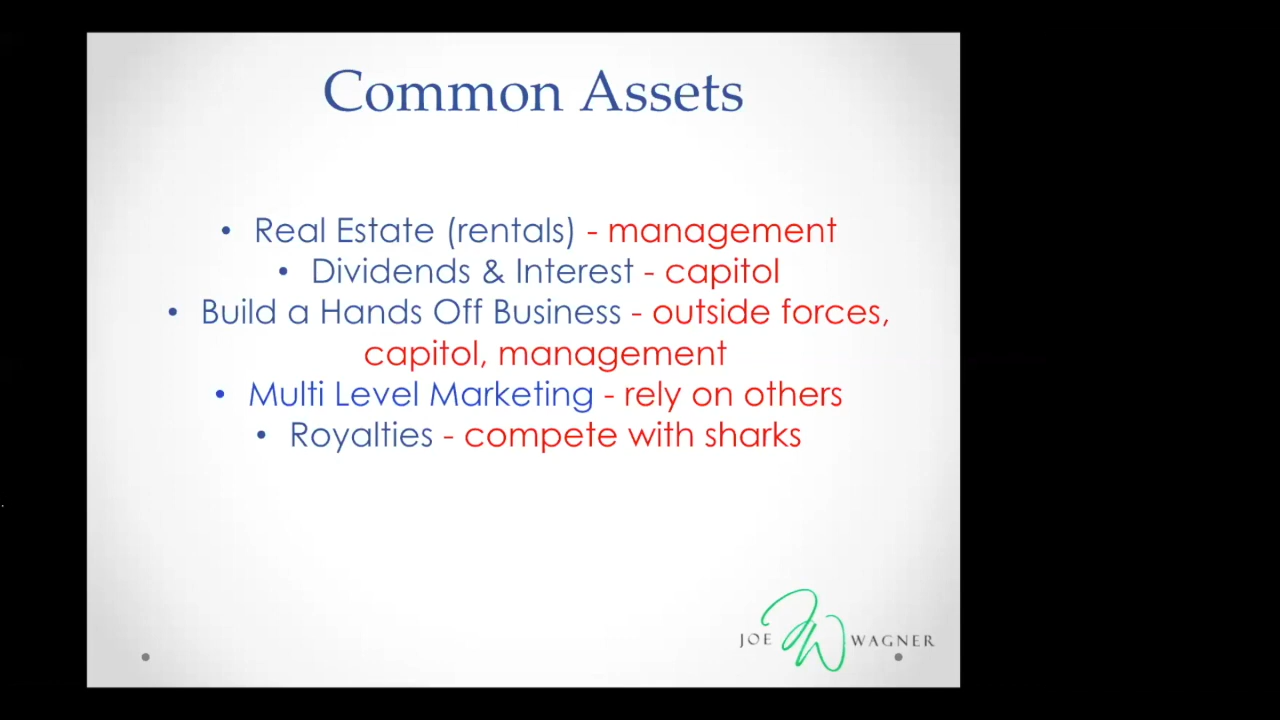 Common Assets
• Real Estate (rentals) - management
• Dividends & Interest - capitol
• Build a Hands Off Business - outside forces,
capitol, management
• Multi Level Marketing - rely on others
• Royalties - compete with sharks
JOE JW WAGNER